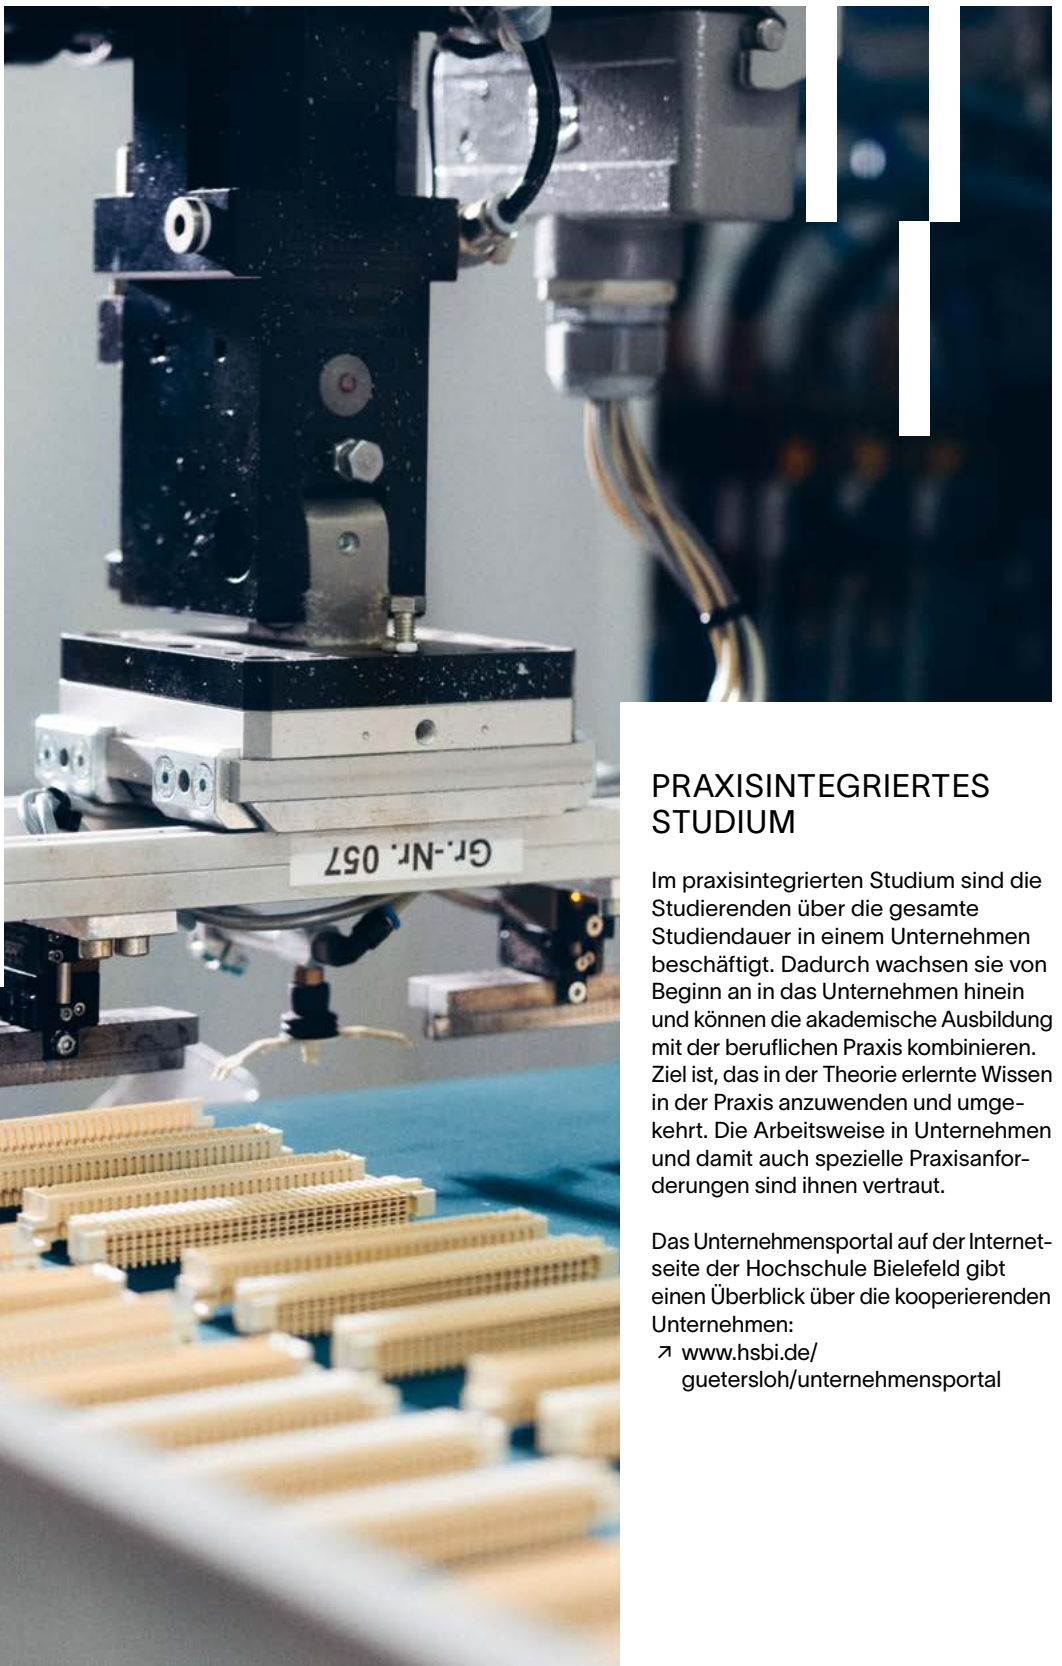 Gr.-Nr. 057
PRAXISINTEGRIERTES
STUDIUM
Im praxisintegrierten Studium sind die
Studierenden über die gesamte
Studiendauer in einem Unternehmen
beschäftigt. Dadurch wachsen sie von
Beginn an in das Unternehmen hinein
und können die akademische Ausbildung
mit der beruflichen Praxis kombinieren.
Ziel ist, das in der Theorie erlernte Wissen
in der Praxis anzuwenden und umge-
kehrt. Die Arbeitsweise in Unternehmen
und damit auch spezielle Praxisanfor-
derungen sind ihnen vertraut.
Das Unternehmensportal auf der Internet-
seite der Hochschule Bielefeld gibt
einen Überblick über die kooperierenden
Unternehmen:
↗ www.hsbi.de/
guetersloh/unternehmensportal